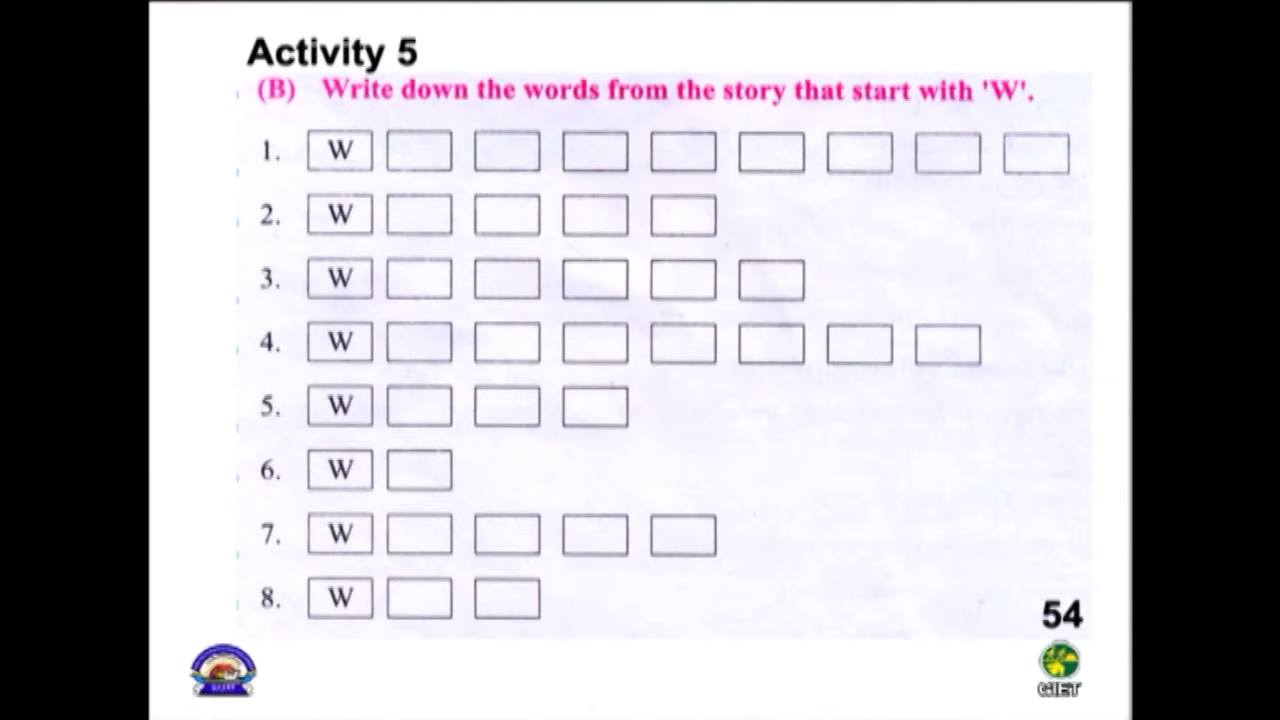 Activity 5
(B) Write down the words from the story that start with 'W'.
1. W
2. W
3. W
4. W
5. W
6. W
7. W
8. W
54
GIET